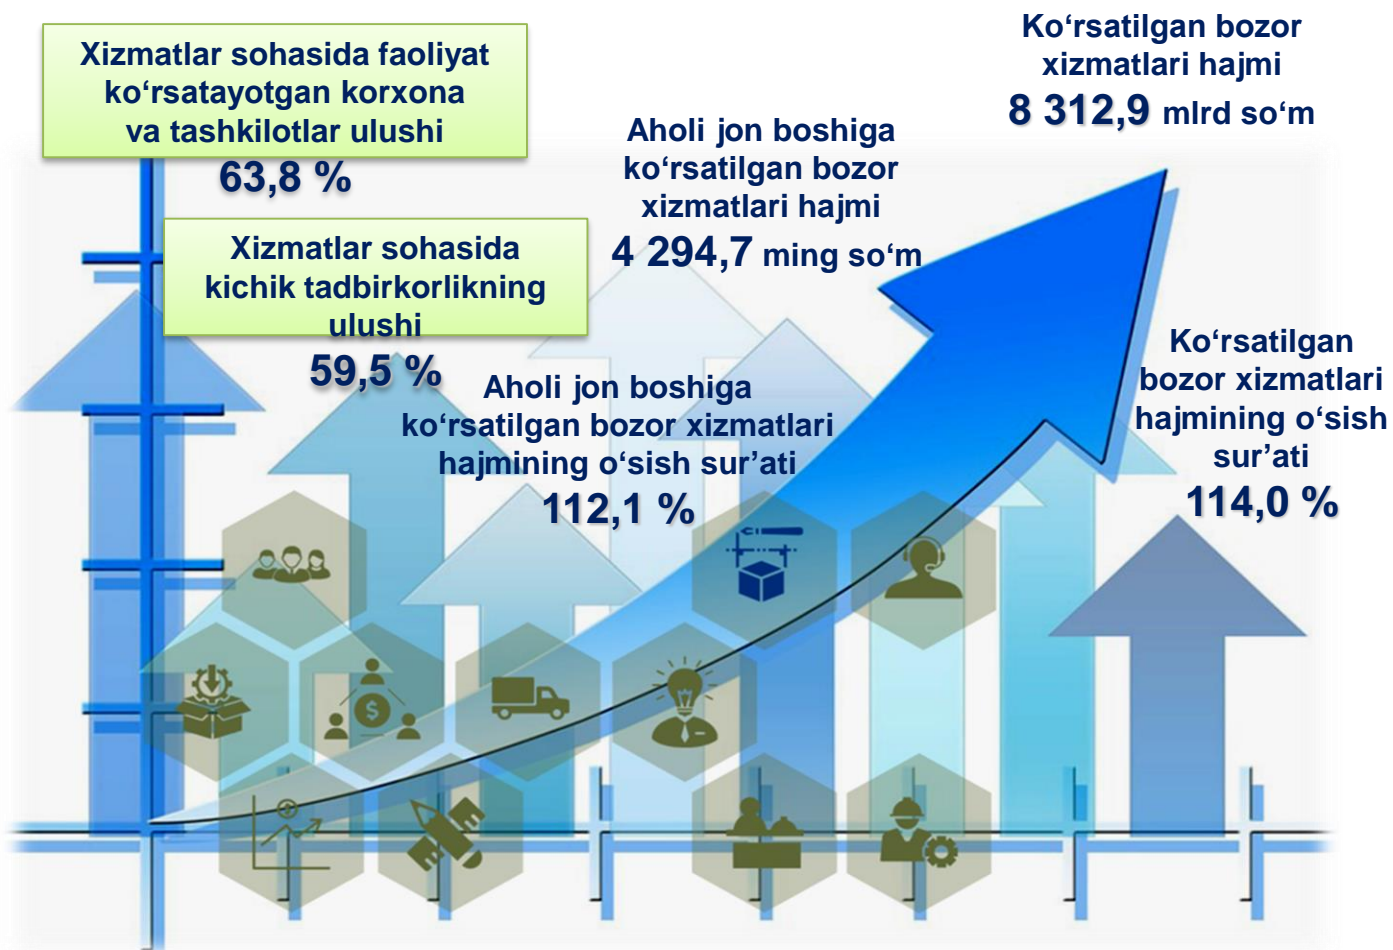 Xizmatlar sohasida faoliyat
ko‘rsatayotgan korxona
va tashkilotlar ulushi
63,8 %
Xizmatlar sohasida
kichik tadbirkorlikning
ulushi
59,5 %
Aholi jon boshiga
ko‘rsatilgan bozor
xizmatlari hajmi
4 294,7 ming so‘m
Aholi jon boshiga
ko‘rsatilgan bozor xizmatlari
hajmining o‘sish sur’ati
112,1 %
Ko‘rsatilgan bozor
xizmatlari hajmi
8 312,9 mlrd so‘m
Ko‘rsatilgan
bozor xizmatlari
hajmining o‘sish
sur’ati
114,0 %